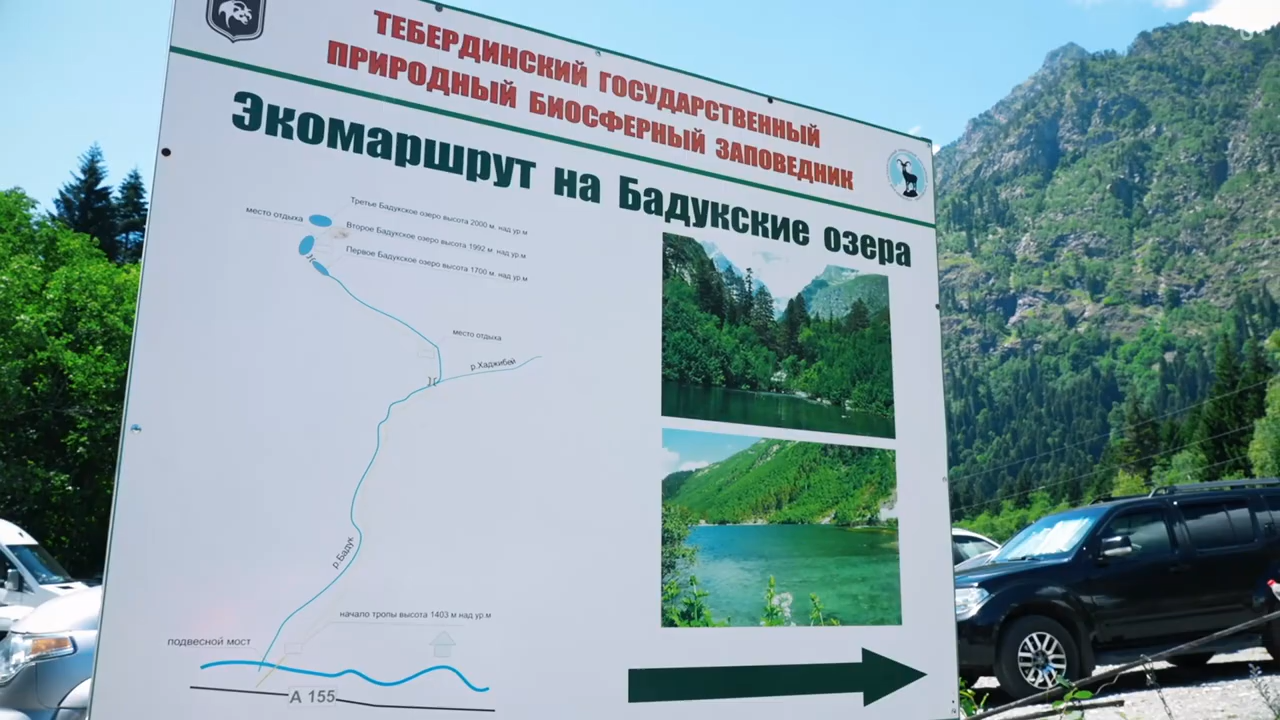 ТЕБЕРДИНСКИЙ ГОСУДАРСТВЕННЫЙ
ПРИРОДНЫЙ БИОСФЕРНЫЙ ЗАПОВЕДНИК
Экомаршрут на Бадукские озера
Третье Бадукское озеро высота 2000 м. над ур.м
место отдыха
Второе Бадукское озеро высота 1992 м. над ур.м
Первое Бадукское озеро высота 1700 м. над ур.м
место отдыха
р.Хаджибей
р.Бадук
начало тропы высота 1403 м над ур.м
подвесной мост
А 155